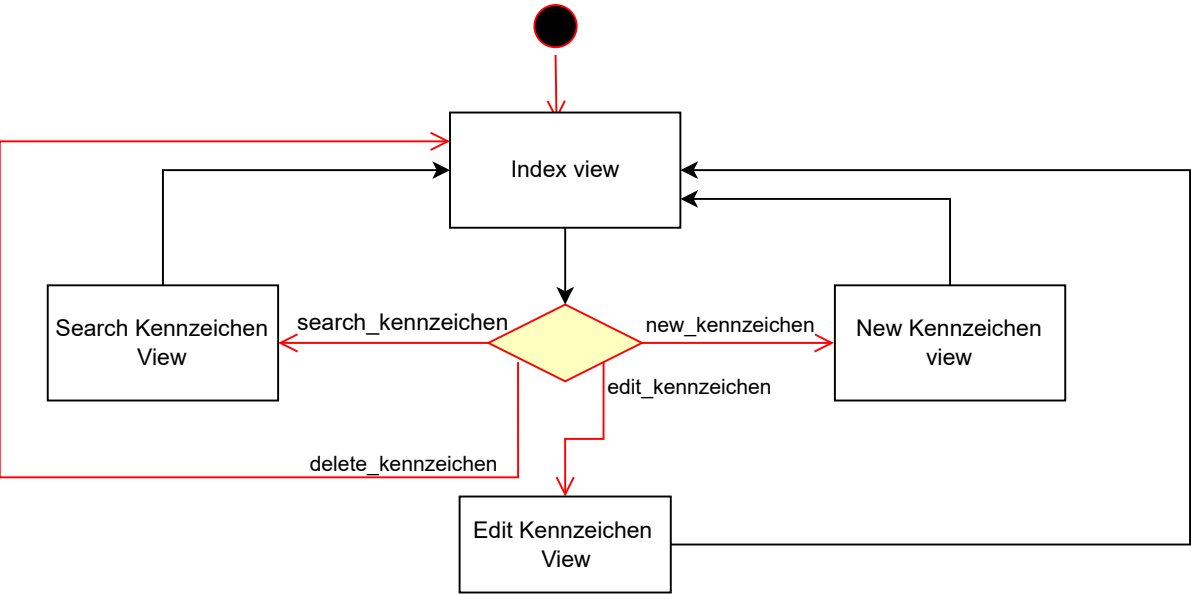 Index view
Search Kennzeichen
View
search_kennzeichen
new_kennzeichen
New Kennzeichen
view
edit_kennzeichen
delete_kennzeichen
Edit Kennzeichen
View